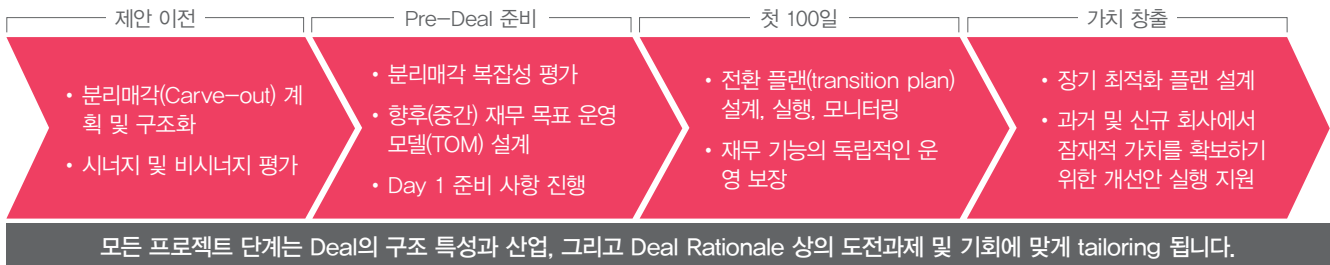 제안 이전
• 분리매각(Carve-out) 계
획 및 구조화
• 시너지 및 비시너지 평가
Pre-Deal 준비
• 분리매각 복잡성 평가
• 향후(중간) 재무 목표 운영
모델(TOM) 설계
• Day 1 준비 사항 진행
첫 100일
• 전환 플랜(transition plan)
설계, 실행, 모니터링
• 재무 기능의 독립적인 운
영 보장
가치 창출
• 장기 최적화 플랜 설계
• 과거 및 신규 회사에서
잠재적 가치를 확보하기
위한 개선안 실행 지원
모든 프로젝트 단계는 Deal의 구조 특성과 산업, 그리고 Deal Rationale 상의 도전과제 및 기회에 맞게 tailoring 됩니다.